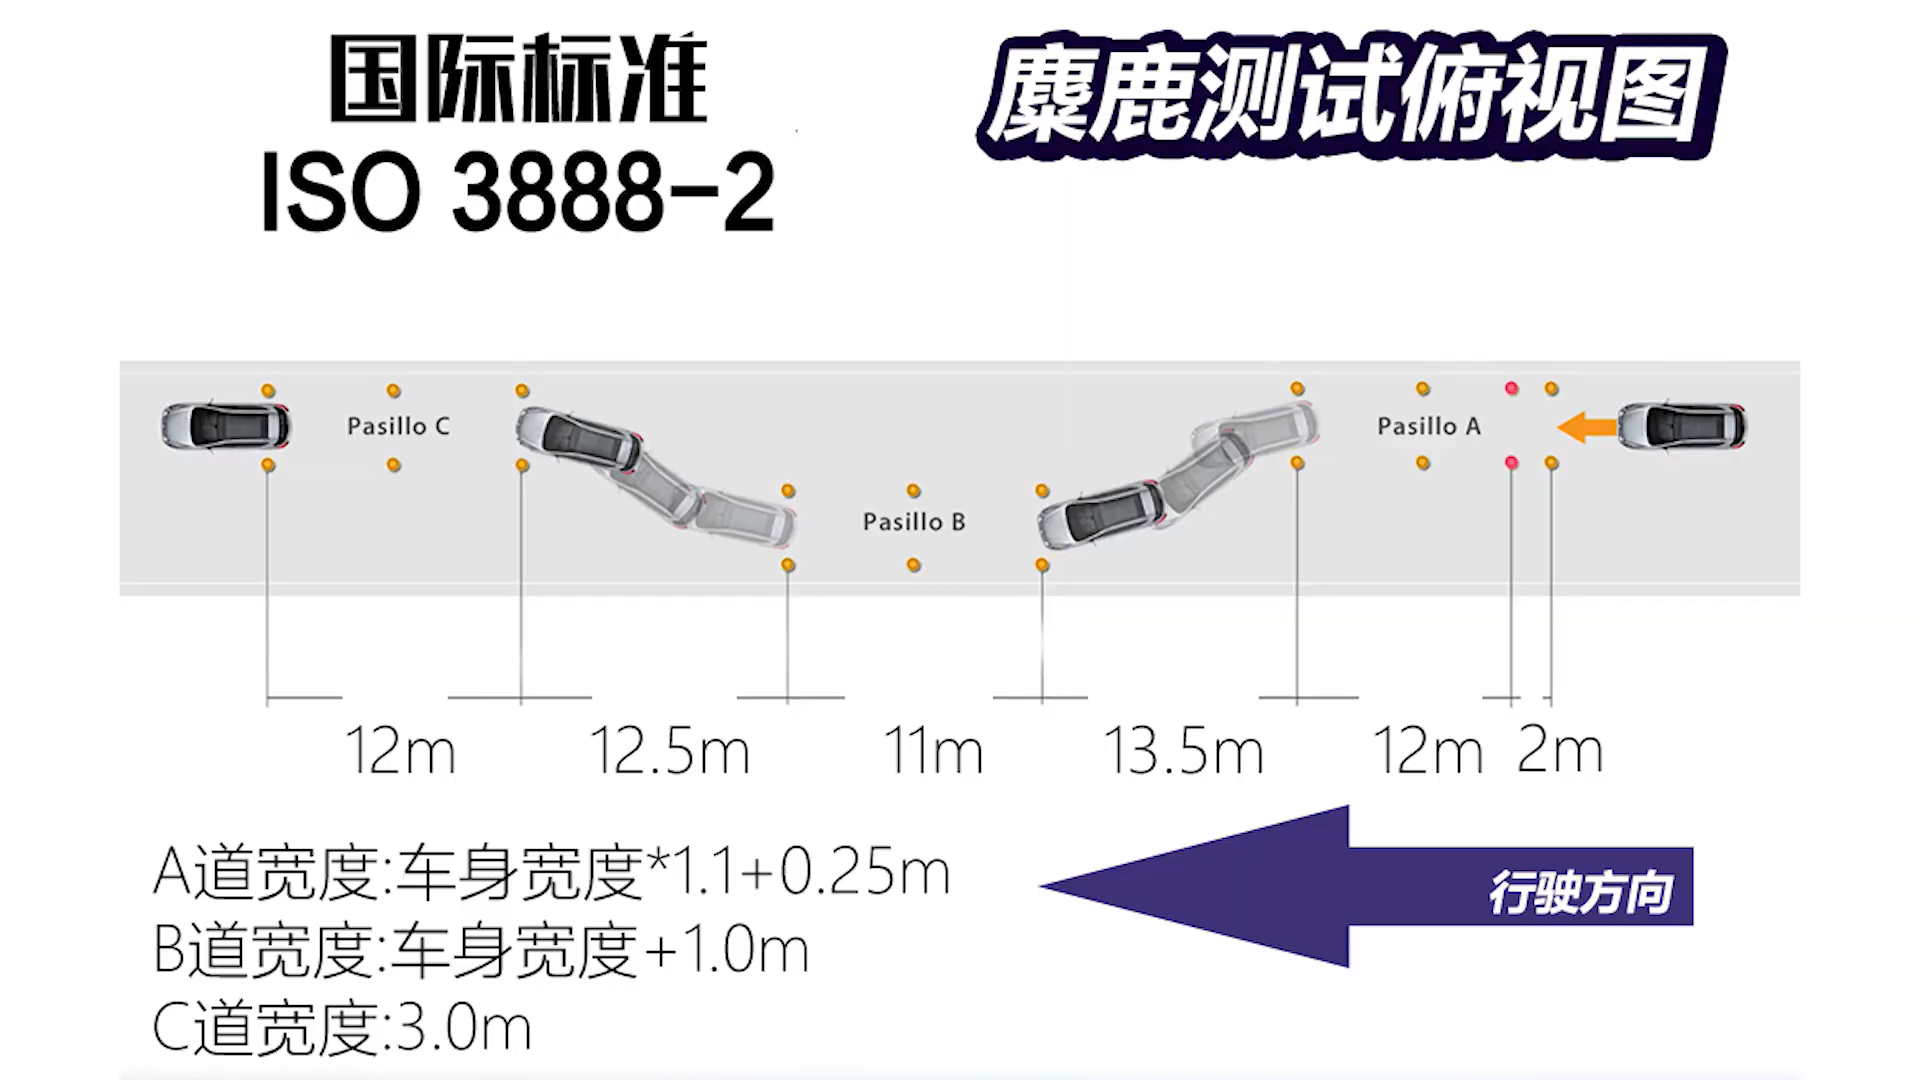 国际标准
ISO 3888-2
麋鹿测试俯视图
Pasillo C
Pasillo B
Pasillo A
12m
12.5m
11m
13.5m
12m
2m
A道宽度:车身宽度*1.1+0.25m
B道宽度:车身宽度+1.0m
C道宽度:3.0m
行驶方向